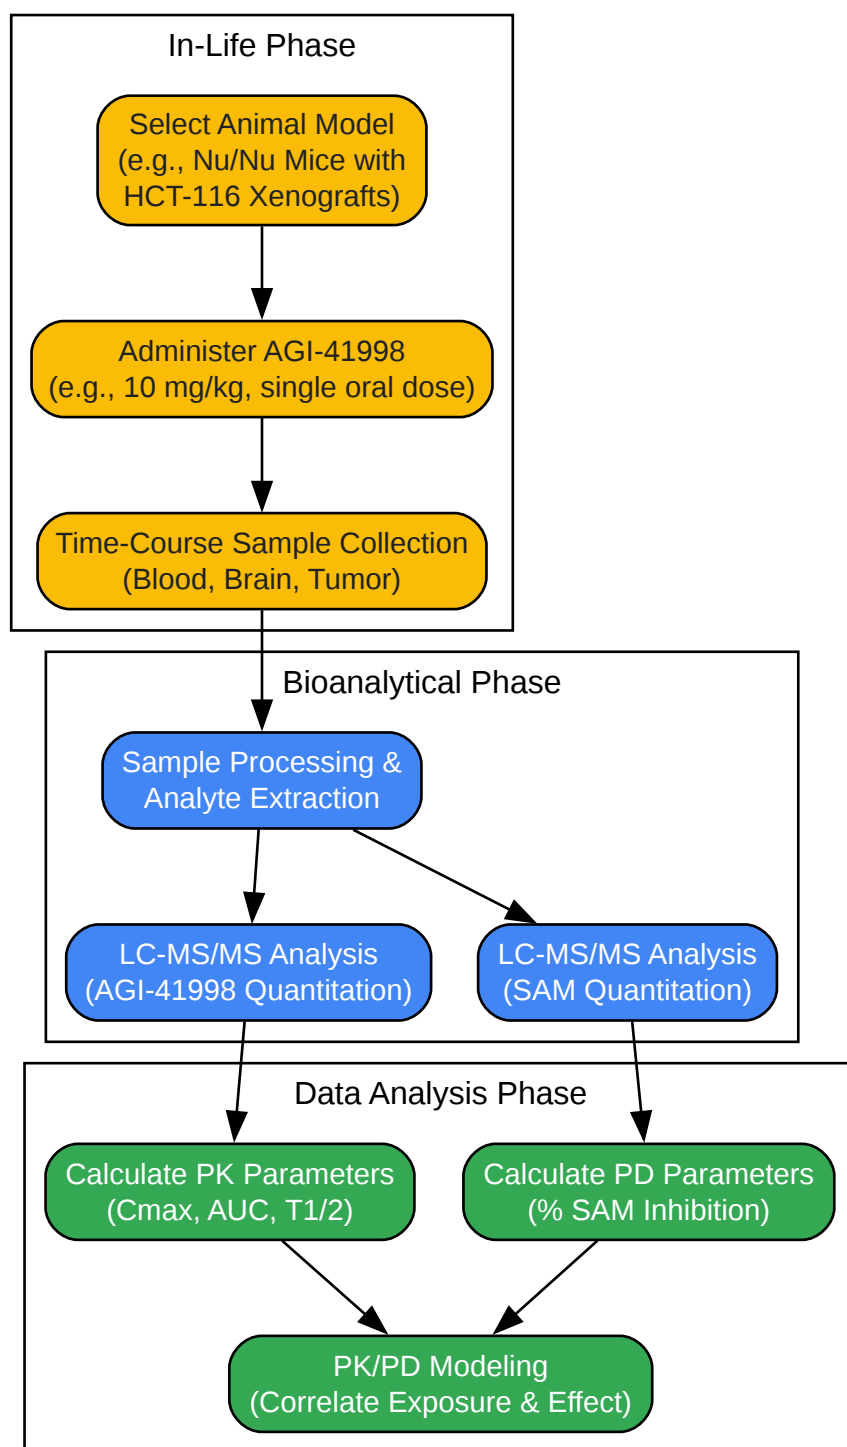 In-Life Phase
Select Animal Model
(e.g., Nu/Nu Mice with
HCT-116 Xenografts)
Administer AGI-41998
(e.g., 10 mg/kg, single oral dose)
Time-Course Sample Collection
(Blood, Brain, Tumor)
Bioanalytical Phase
Sample Processing &
Analyte Extraction
LC-MS/MS Analysis
(AGI-41998 Quantitation)
LC-MS/MS Analysis
(SAM Quantitation)
Data Analysis Phase
Calculate PK Parameters
(Cmax, AUC, T1/2)
Calculate PD Parameters
(% SAM Inhibition)
PK/PD Modeling
(Correlate Exposure & Effect)